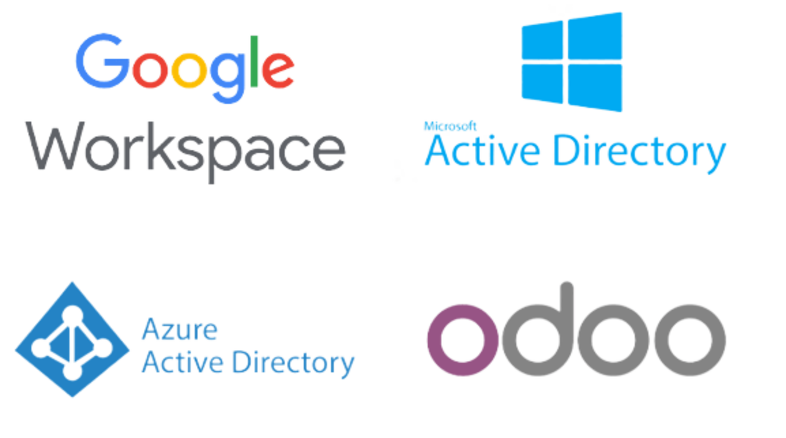 Google
Workspace
Microsoft
Active Directory
Azure
Active Directory
odoo